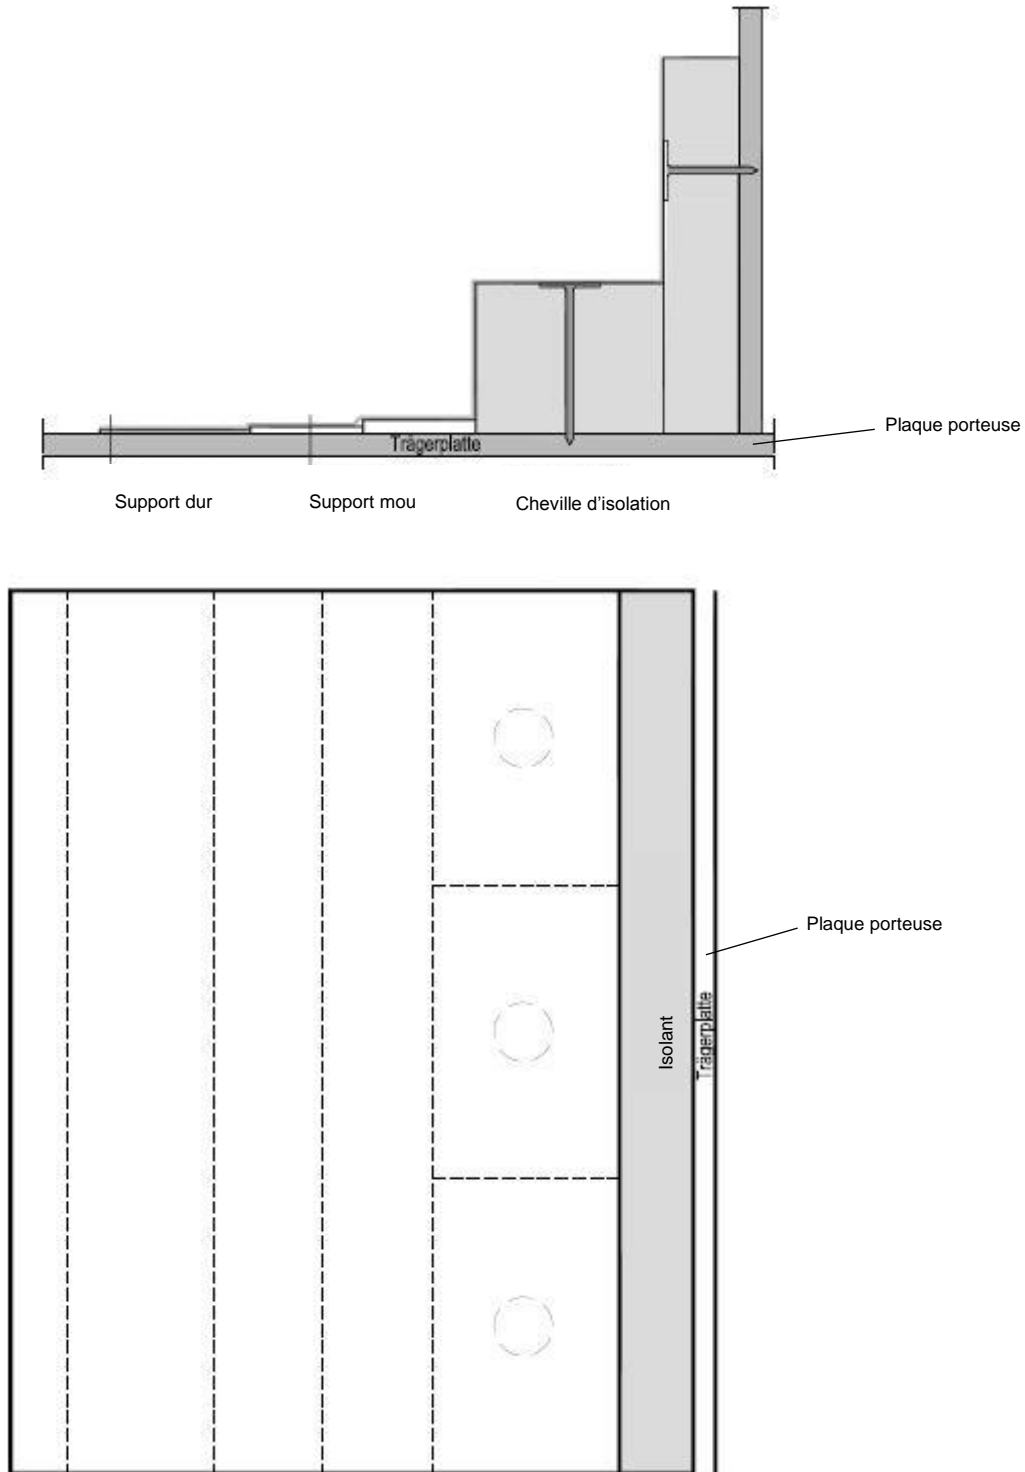 Trägerplatte
Plaque porteuse
Support dur
Support mou
Cheville d'isolation
Plaque porteuse
Isolant
Trägerplatte